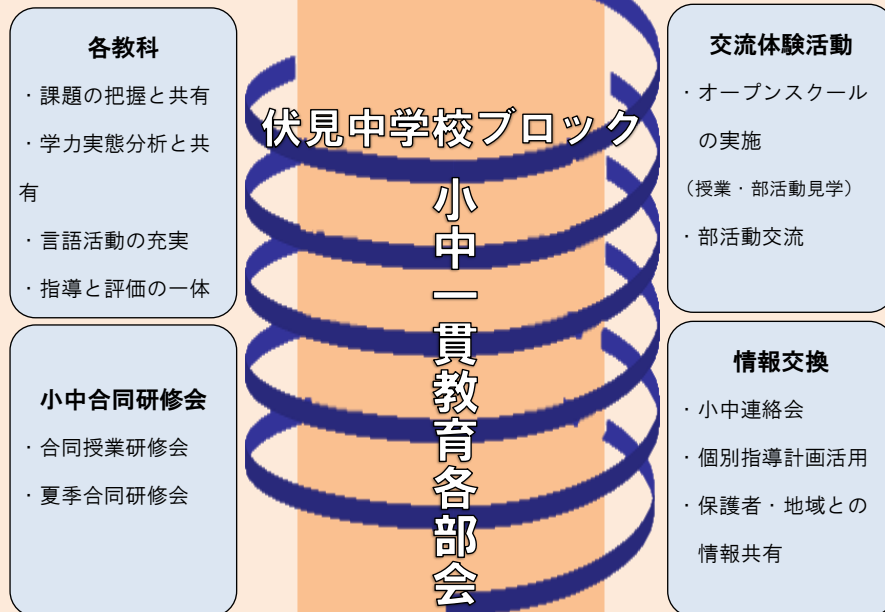 各教科
・課題の把握と共有
・学力実態分析と共
有
・言語活動の充実
・指導と評価の一体
小中合同研修会
・合同授業研修会
・夏季合同研修会
伏見中学校ブロック
小中一貫教育各部会
交流体験活動
・オープンスクール
の実施
（授業・部活動見学）
・部活動交流
情報交換
・小中連絡会
・個別指導計画活用
・保護者・地域との
情報共有